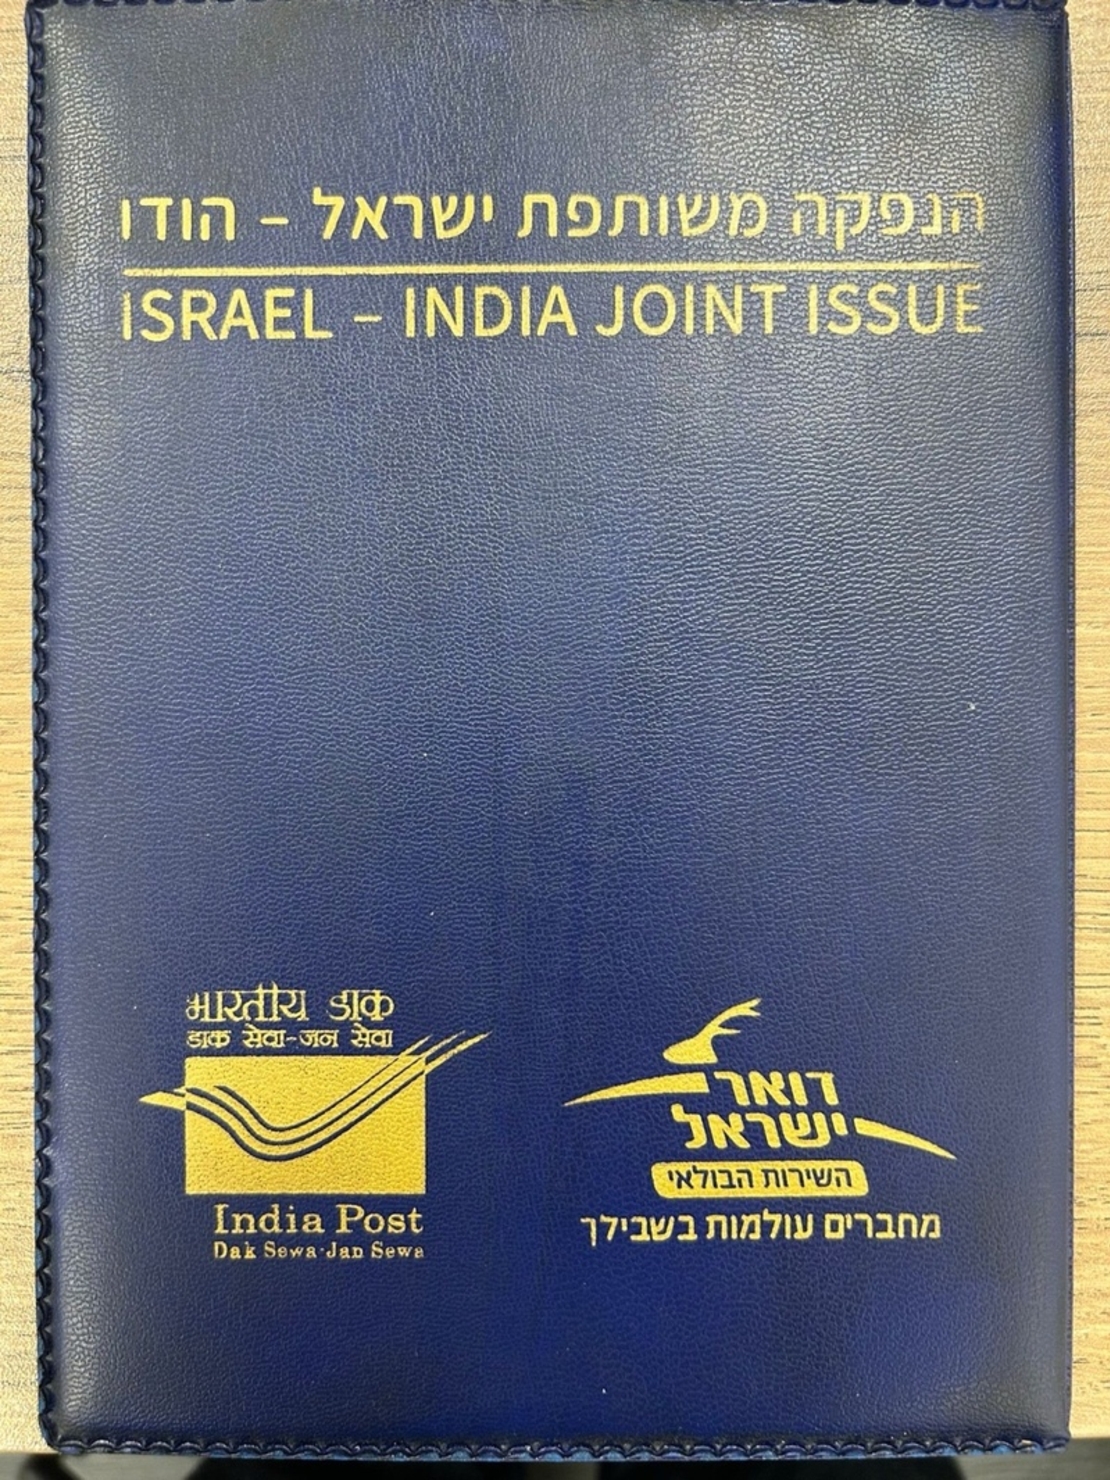 הנפקה משותפת ישראל – הודו
ISRAEL – INDIA JOINT ISSUE
भारतीय डाक
डाक सेवा-जन सेवा
India Post
Dak Sewa-Jan Sewa
דואר
ישראל
השירות הבולאי
מחברים עולמות בשבילך